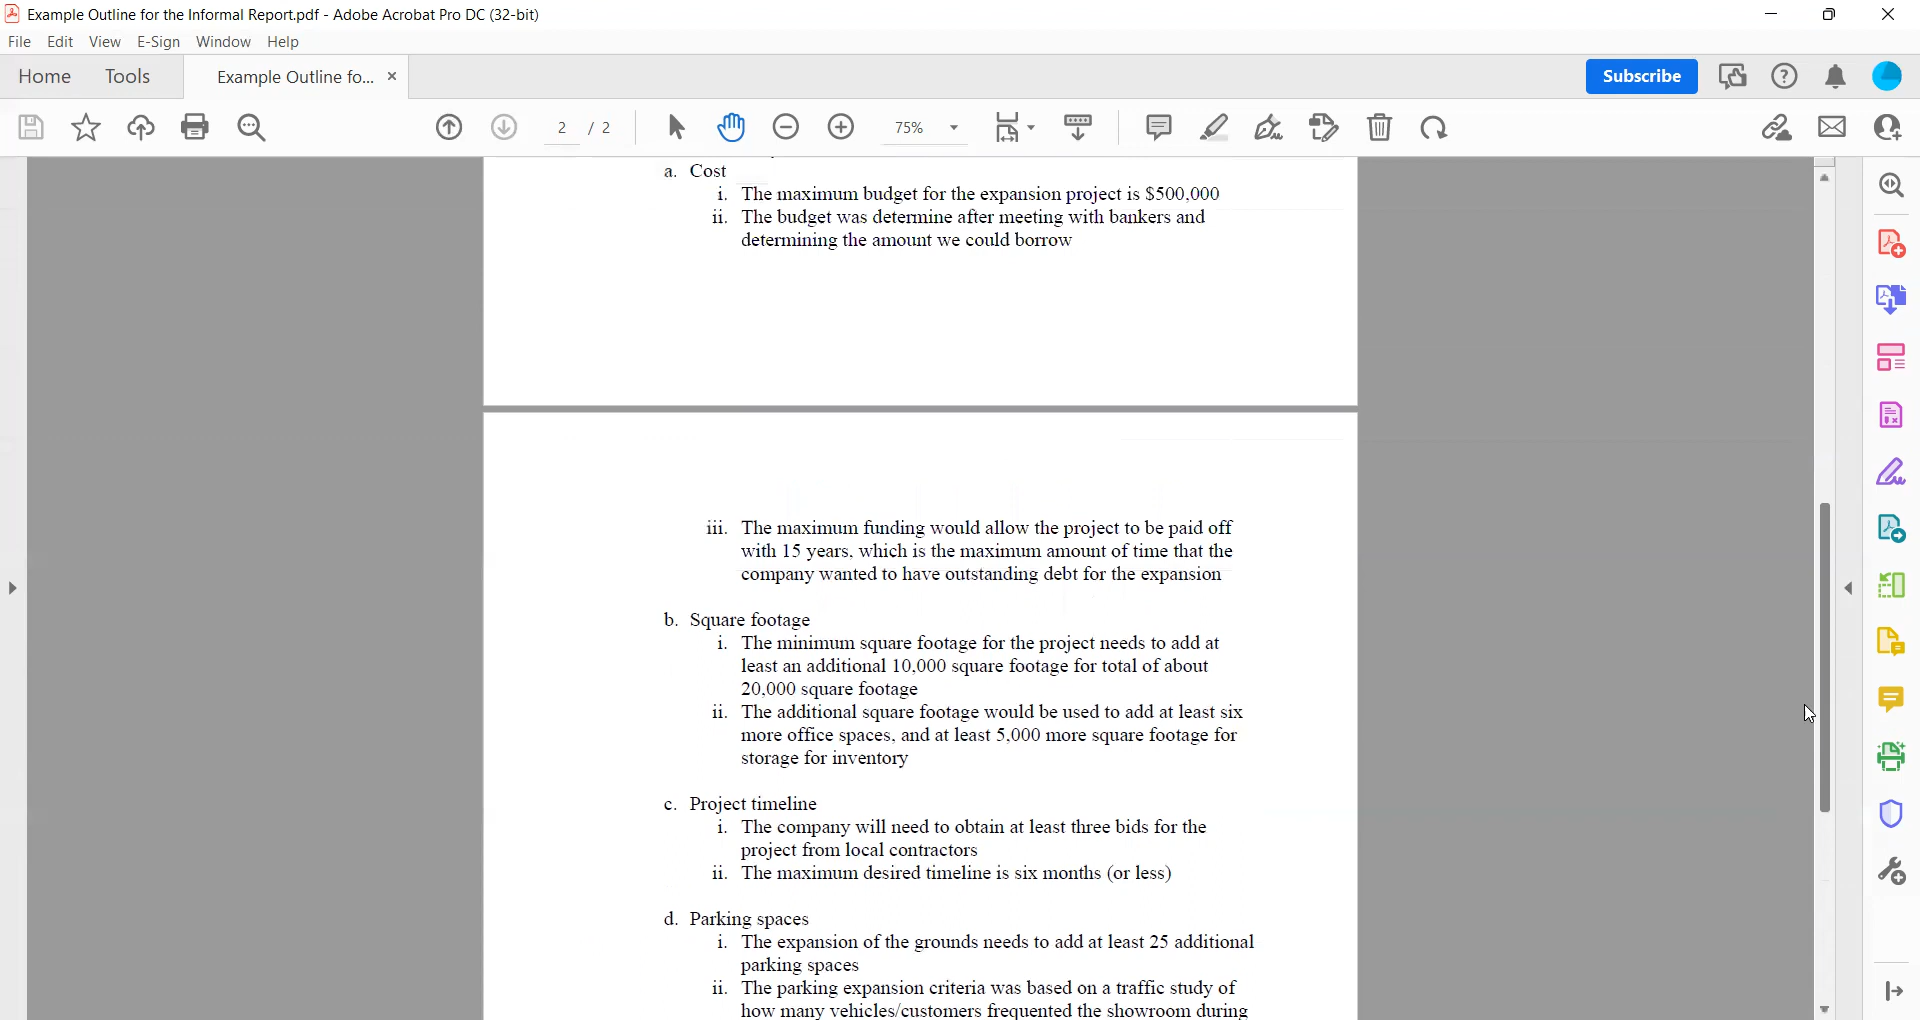 Example Outline for the Informal Report.pdf - Adobe Acrobat Pro DC (32-bit)
File Edit View E-Sign Window Help
Home Tools Example Outline fo... × Subscribe
2 / 2 75%
a. Cost
i. The maximum budget for the expansion project is $500,000
ii. The budget was determine after meeting with bankers and
determining the amount we could borrow
iii. The maximum funding would allow the project to be paid off
with 15 years, which is the maximum amount of time that the
company wanted to have outstanding debt for the expansion
b. Square footage
i. The minimum square footage for the project needs to add at
least an additional 10,000 square footage for total of about
20,000 square footage
ii. The additional square footage would be used to add at least six
more office spaces, and at least 5,000 more square footage for
storage for inventory
c. Project timeline
i. The company will need to obtain at least three bids for the
project from local contractors
ii. The maximum desired timeline is six months (or less)
d. Parking spaces
i. The expansion of the grounds needs to add at least 25 additional
parking spaces
ii. The parking expansion criteria was based on a traffic study of
how many vehicles/customers frequented the showroom during